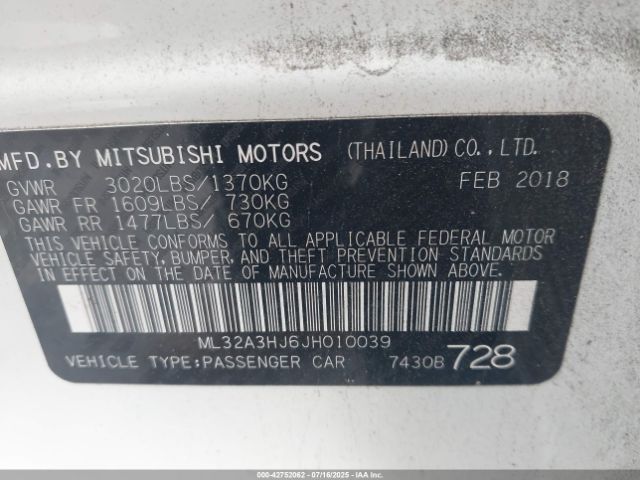 MFD.BY MITSUBISHI MOTORS (THAILAND)CO.,LTD.
GVWR 3020LBS/1370KG FEB 2018
GAWR FR 1609LBS/ 730KG
GAWR RR 1477LBS/ 670KG
THIS VEHICLE CONFORMS TO ALL APPLICABLE FEDERAL MOTOR
VEHICLE SAFETY, BUMPER, AND THEFT PREVENTION STANDARDS
IN EFFECT ON THE DATE OF MANUFACTURE SHOWN ABOVE.
ML32A3HJ6JH010039
VEHICLE TYPE:PASSENGER CAR 7430B 728
000-42752062 - 07/16/2025 - IAAI.CA